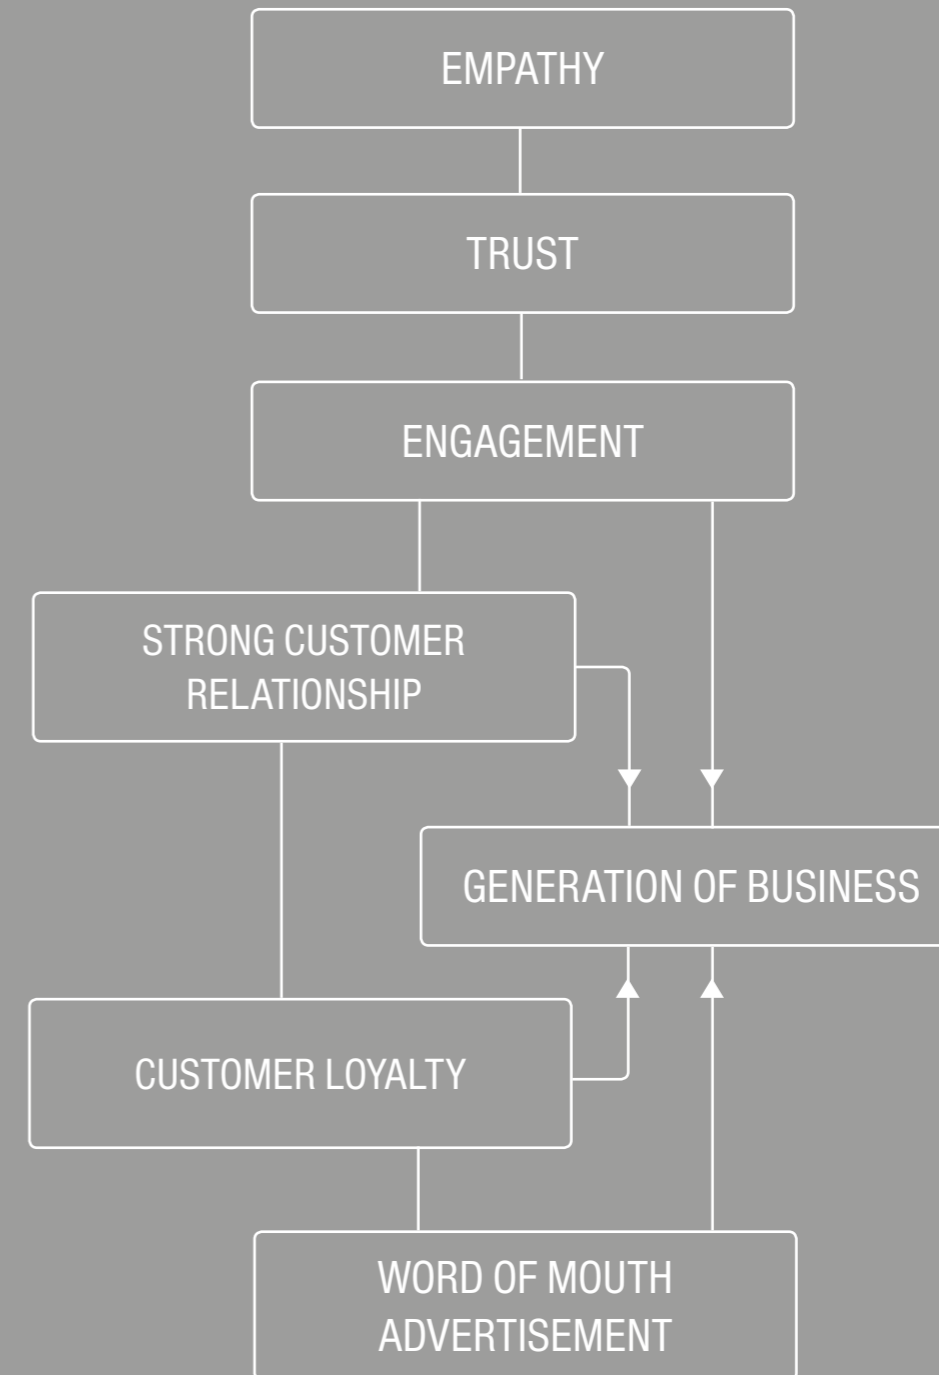 EMPATHY
TRUST
ENGAGEMENT
STRONG CUSTOMER
RELATIONSHIP
GENERATION OF BUSINESS
CUSTOMER LOYALTY
WORD OF MOUTH
ADVERTISEMENT